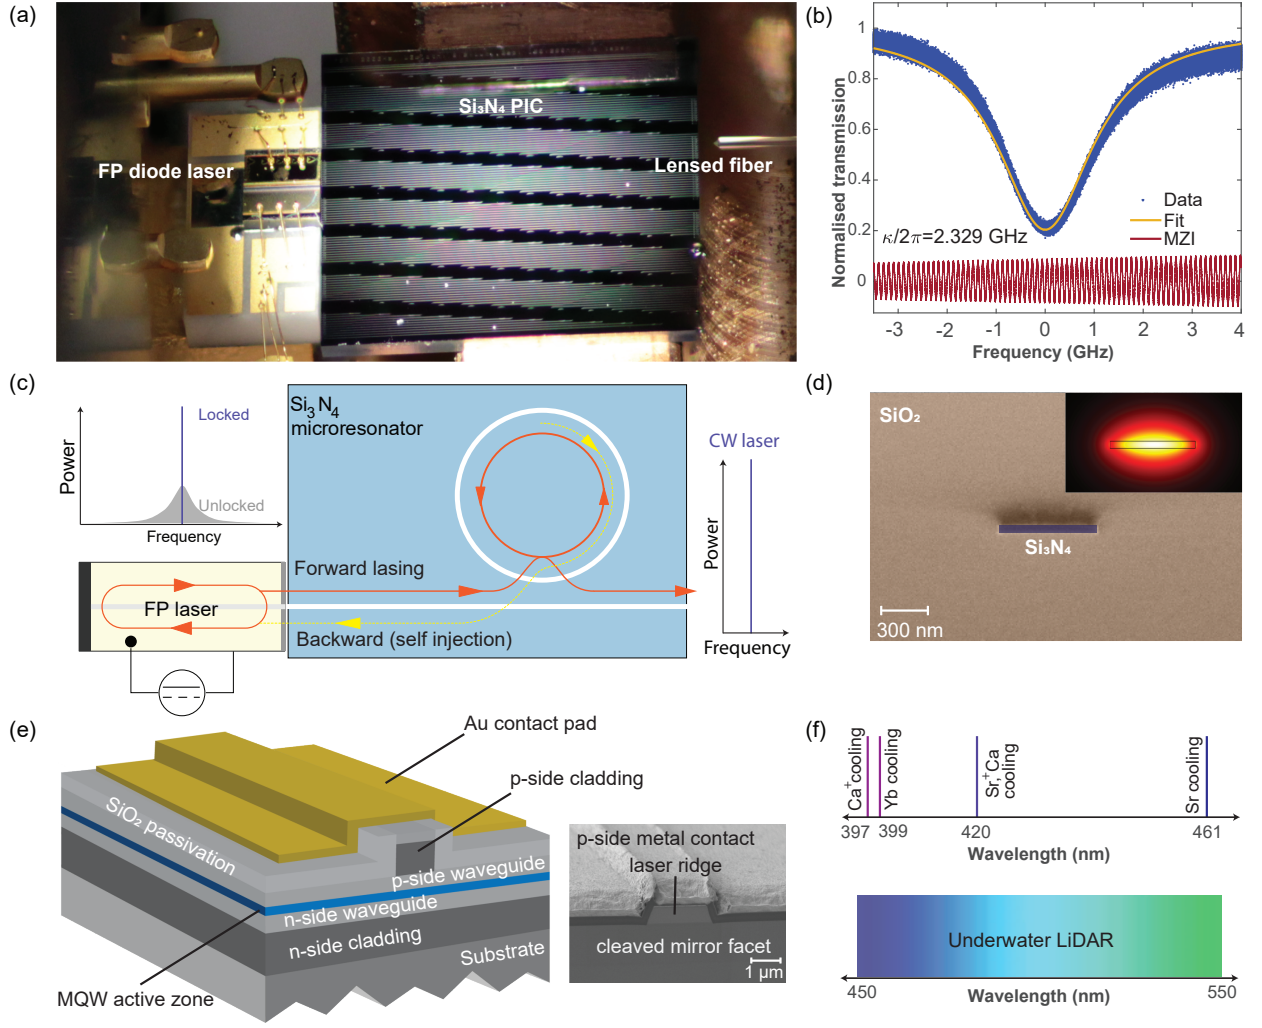 (a)
Si₃N₄ PIC
FP diode laser
Lensed fiber
(b)
Normalised transmission
1
0.8
0.6
0.4
0.2
0
κ/2π=2.329 GHz
Data
Fit
MZI
-3
-2
-1
0
1
2
3
4
Frequency (GHz)
(c)
Power
Locked
Unlocked
Frequency
Si₃N₄
microresonator
Forward lasing
FP laser
Backward (self injection)
CW laser
Power
Frequency
(d)
SiO₂
Si₃N₄
300 nm
(e)
Au contact pad
p-side cladding
SiO₂ passivation
p-side waveguide
n-side waveguide
n-side cladding
Substrate
MQW active zone
p-side metal contact
laser ridge
cleaved mirror facet
1 μm
(f)
Ca⁺cooling
Yb cooling
Sr,⁺Ca
cooling
Sr cooling
397
399
420
461
Wavelength (nm)
Underwater LiDAR
450
550
Wavelength (nm)